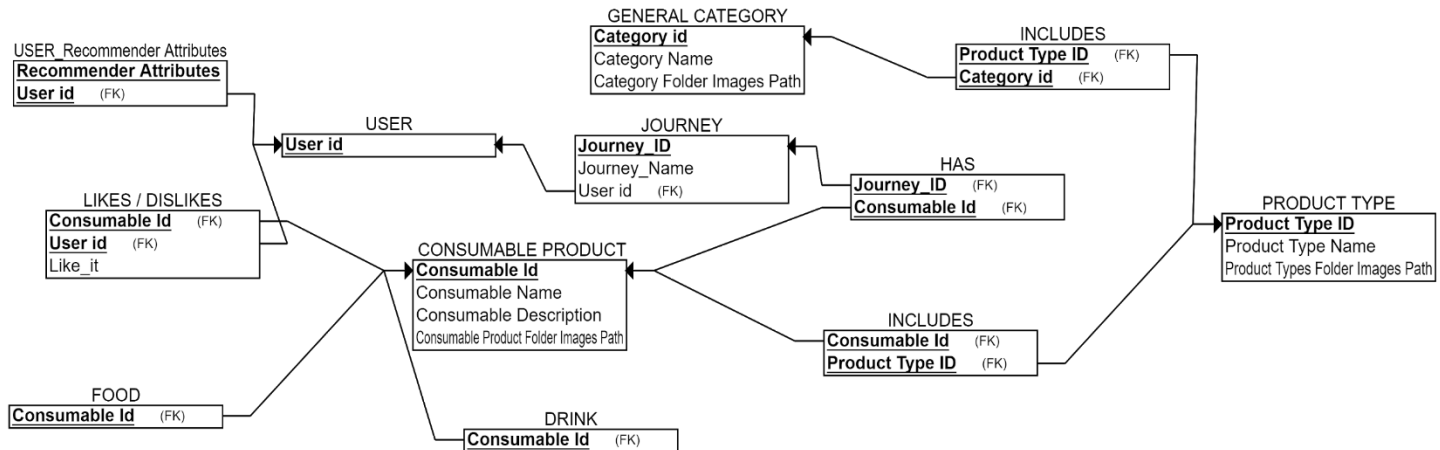 GENERAL CATEGORY
Category id
Category Name
Category Folder Images Path
INCLUDES
Product Type ID (FK)
Category id (FK)
USER_Recommender Attributes
Recommender Attributes
User id (FK)
USER
User id
JOURNEY
Journey_ID
Journey_Name
User id (FK)
HAS
Journey_ID (FK)
Consumable Id (FK)
LIKES / DISLIKES
Consumable Id (FK)
User id (FK)
Like_it
PRODUCT TYPE
Product Type ID
Product Type Name
Product Types Folder Images Path
CONSUMABLE PRODUCT
Consumable Id
Consumable Name
Consumable Description
Consumable Product Folder Images Path
INCLUDES
Consumable Id (FK)
Product Type ID (FK)
FOOD
Consumable Id (FK)
DRINK
Consumable Id (FK)